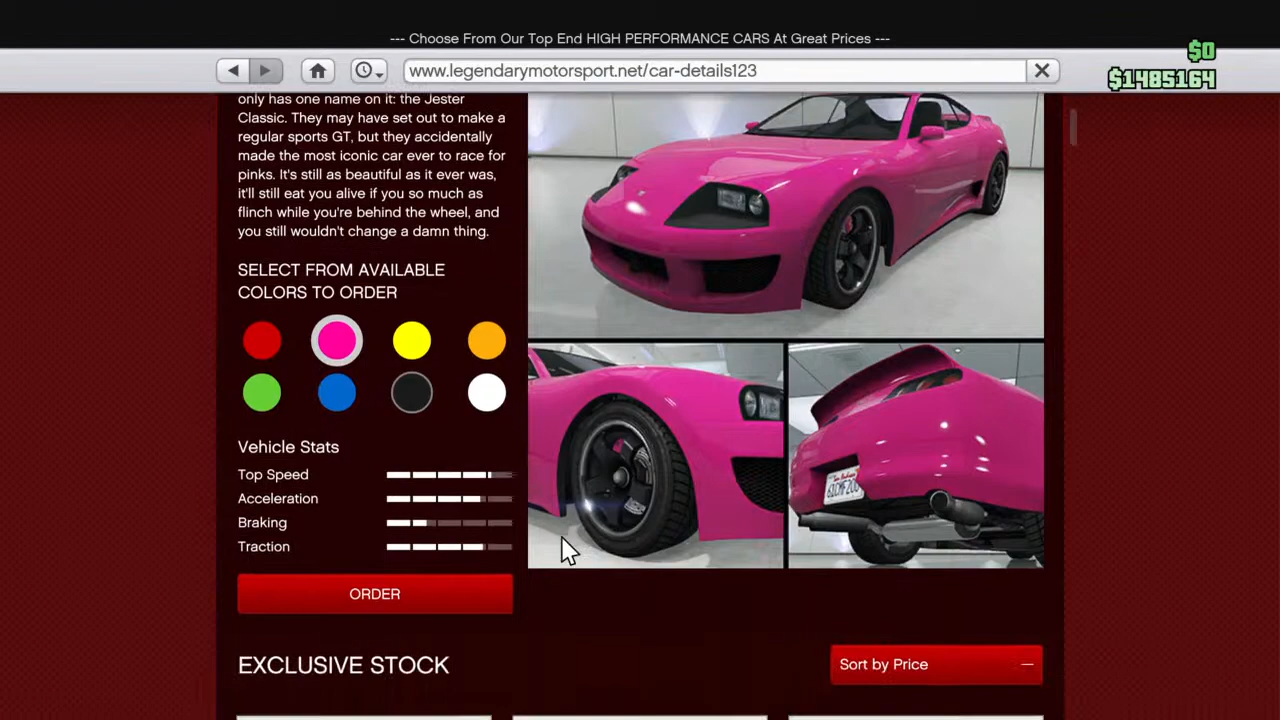 --- Choose From Our Top End HIGH PERFORMANCE CARS At Great Prices ---
$0
www.legendarymotorsport.net/car-details123
$1485164
only has one name on it: the Jester
Classic. They may have set out to make a
regular sports GT, but they accidentally
made the most iconic car ever to race for
pinks. It's still as beautiful as it ever was,
it'll still eat you alive if you so much as
flinch while you're behind the wheel, and
you still wouldn't change a damn thing.
SELECT FROM AVAILABLE
COLORS TO ORDER
Vehicle Stats
Top Speed
Acceleration
Braking
Traction
ORDER
EXCLUSIVE STOCK
Sort by Price